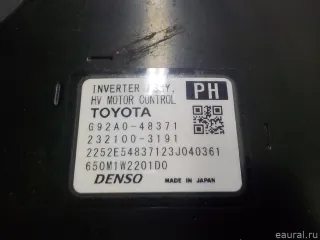 INVERTER ASSY,
HV MOTOR CONTROL
PH
TOYOTA
G92A0-48371
232100-3191
2252E54837123J040361
650M1W2201D0
DENSO MADE IN JAPAN
eaural.ru